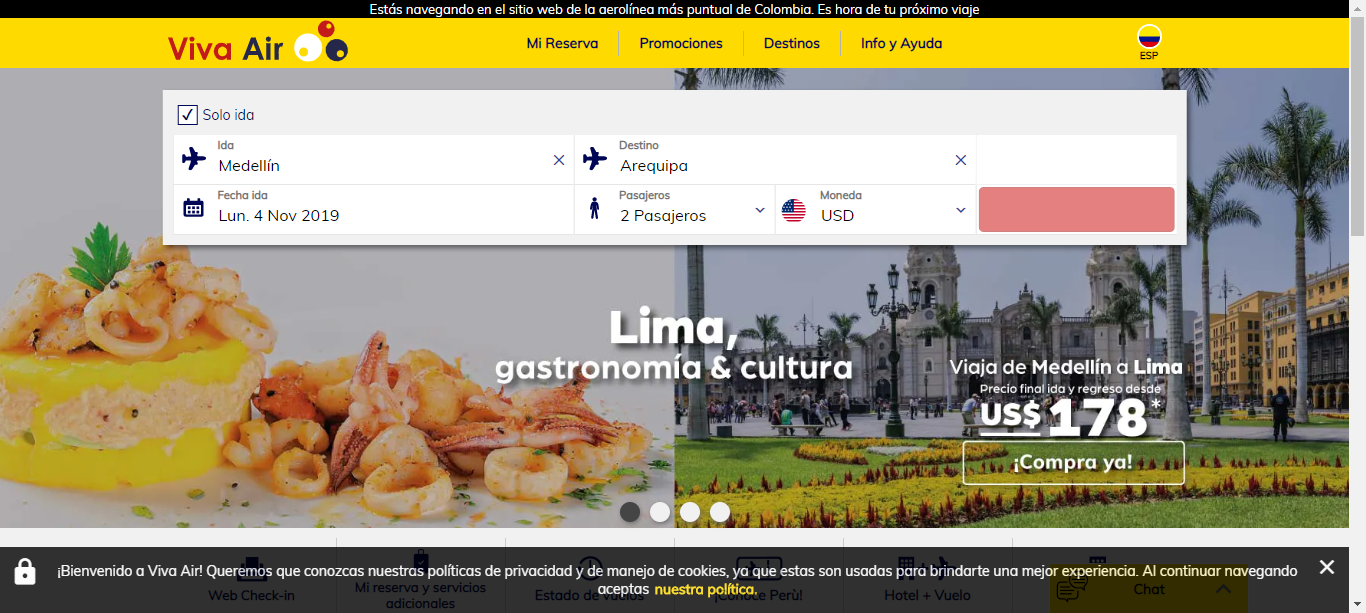 Estás navegando en el sitio web de la aerolínea más puntual de Colombia. Es hora de tu próximo viaje
Viva Air
Mi Reserva
Promociones
Destinos
Info y Ayuda
ESP
Solo ida
Ida
Medellín
Destino
Arequipa
Fecha ida
Lun. 4 Nov 2019
Pasajeros
2 Pasajeros
Moneda
USD
Lima,
gastronomía & cultura
Viaja de Medellín a Lima
Precio final ida y regreso desde
US$ 178*
¡Compra ya!
¡Bienvenido a Viva Air! Queremos que conozcas nuestras políticas de privacidad y de manejo de cookies, ya que estas son usadas para brindarte una mejor experiencia. Al continuar navegando
aceptas nuestra política.
Web Check-in
Mi reserva y servicios
adicionales
Estado de vuelos
¡Conoce Perú!
Hotel + Vuelo
Chat